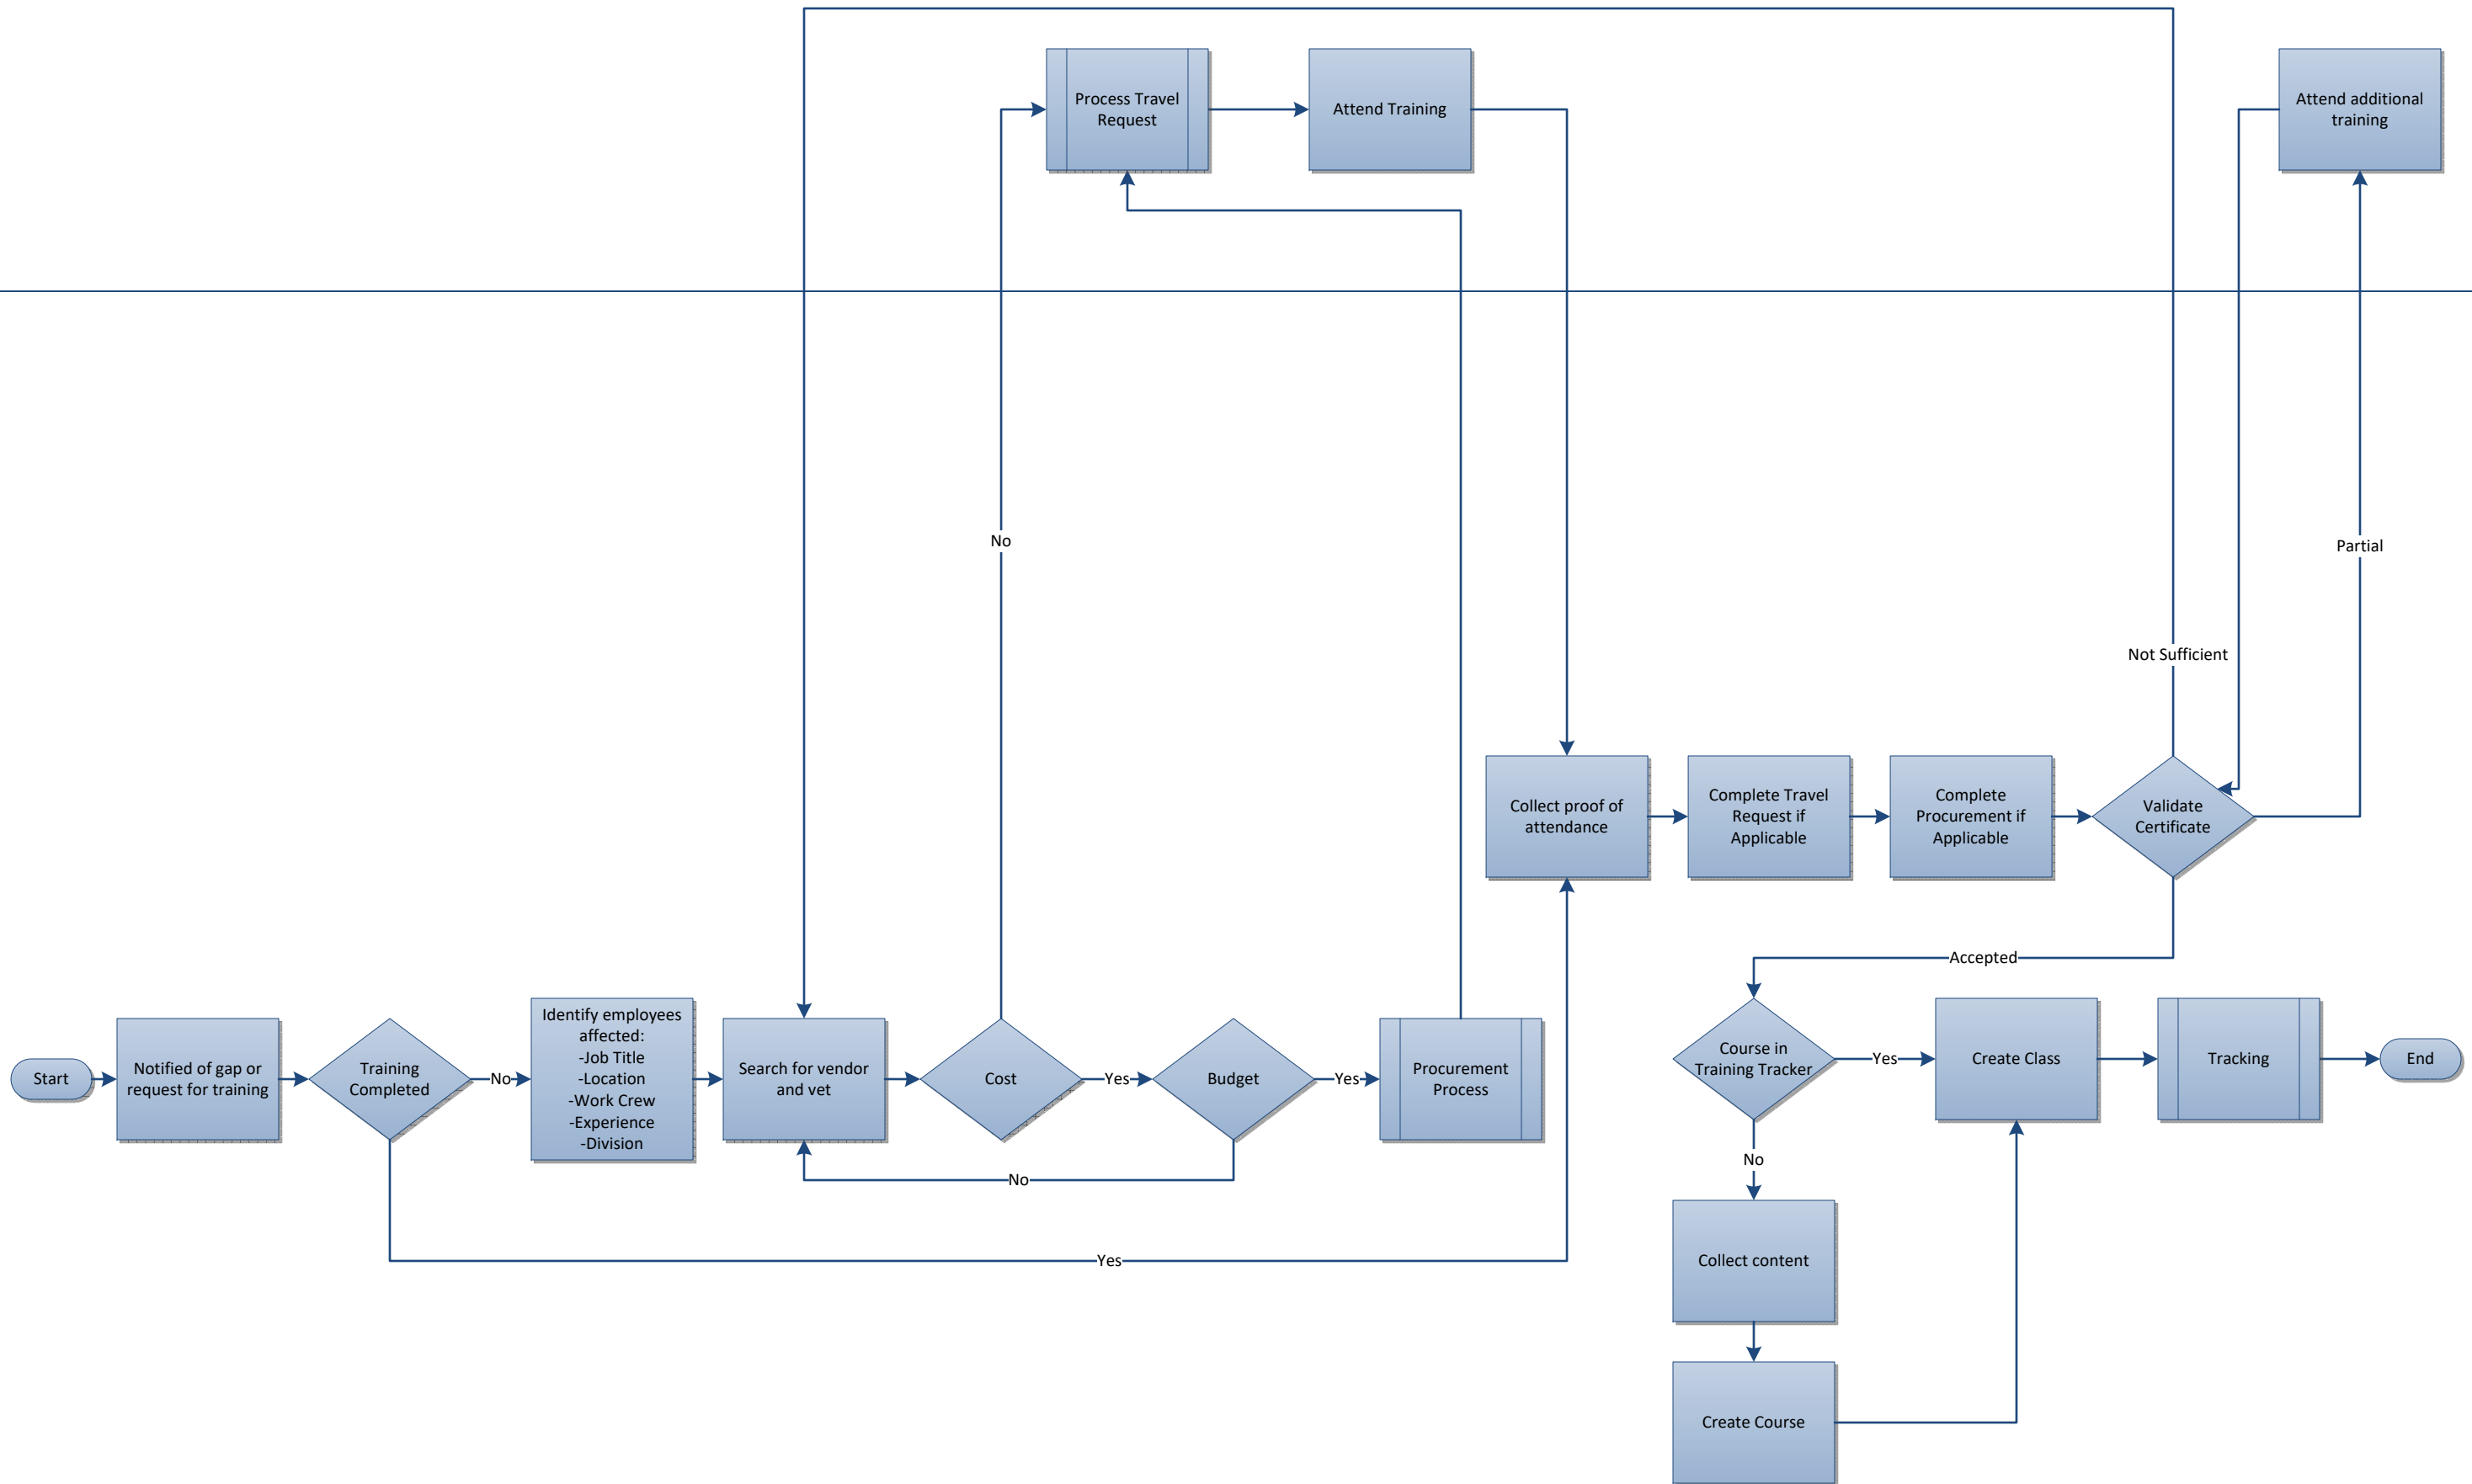 Process Travel
Request
Attend Training
Attend additional
training
No
Partial
Not Sufficient
Collect proof of
attendance
Complete Travel
Request if
Applicable
Complete
Procurement if
Applicable
Validate
Certificate
Accepted
Start
Notified of gap or
request for training
Training
Completed
No
Identify employees
affected:
-Job Title
-Location
-Work Crew
-Experience
-Division
Search for vendor
and vet
Cost
Yes
Budget
Yes
Procurement
Process
No
Yes
Course in
Training Tracker
Yes
Create Class
Tracking
End
No
Collect content
Create Course